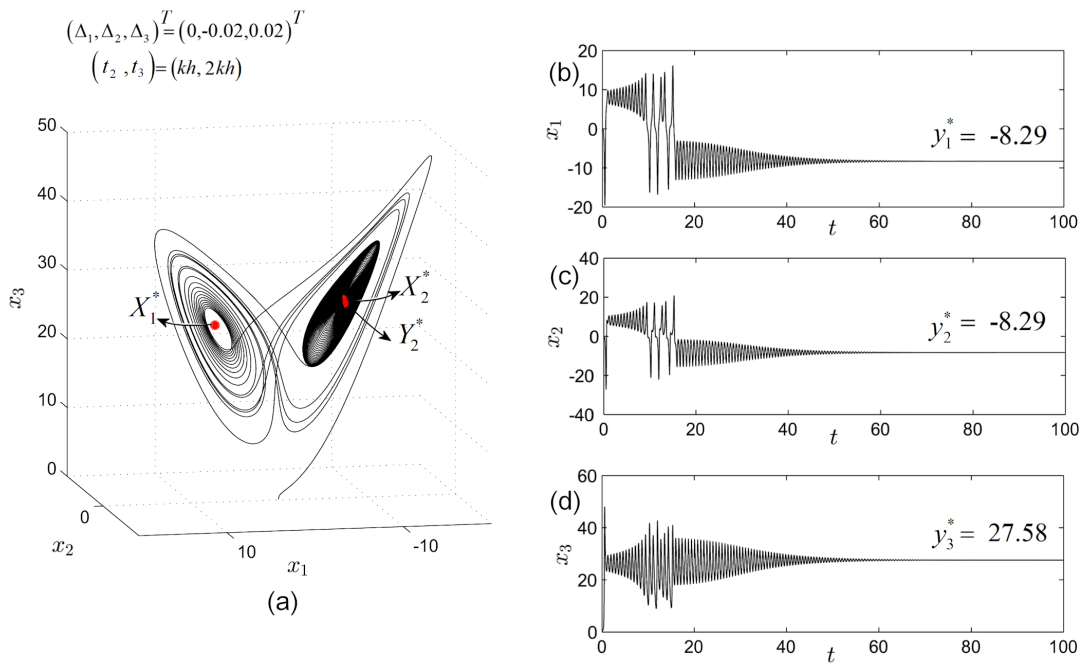 (Δ₁,Δ₂,Δ₃)ᵀ=(0,-0.02,0.02)ᵀ
(t₂ ,t₃)=(kh, 2kh)
50
40
30
20
10
0
x₃
0
x₂
10
-10
x₁
X₁*
X₂*
Y₂*
(a)
(b)
20
10
0
-10
-20
x₁
y₁* = -8.29
0 20 40 60 80 100
t
(c)
40
20
0
-20
-40
x₂
y₂* = -8.29
0 20 40 60 80 100
t
(d)
60
40
20
0
x₃
y₃* = 27.58
0 20 40 60 80 100
t